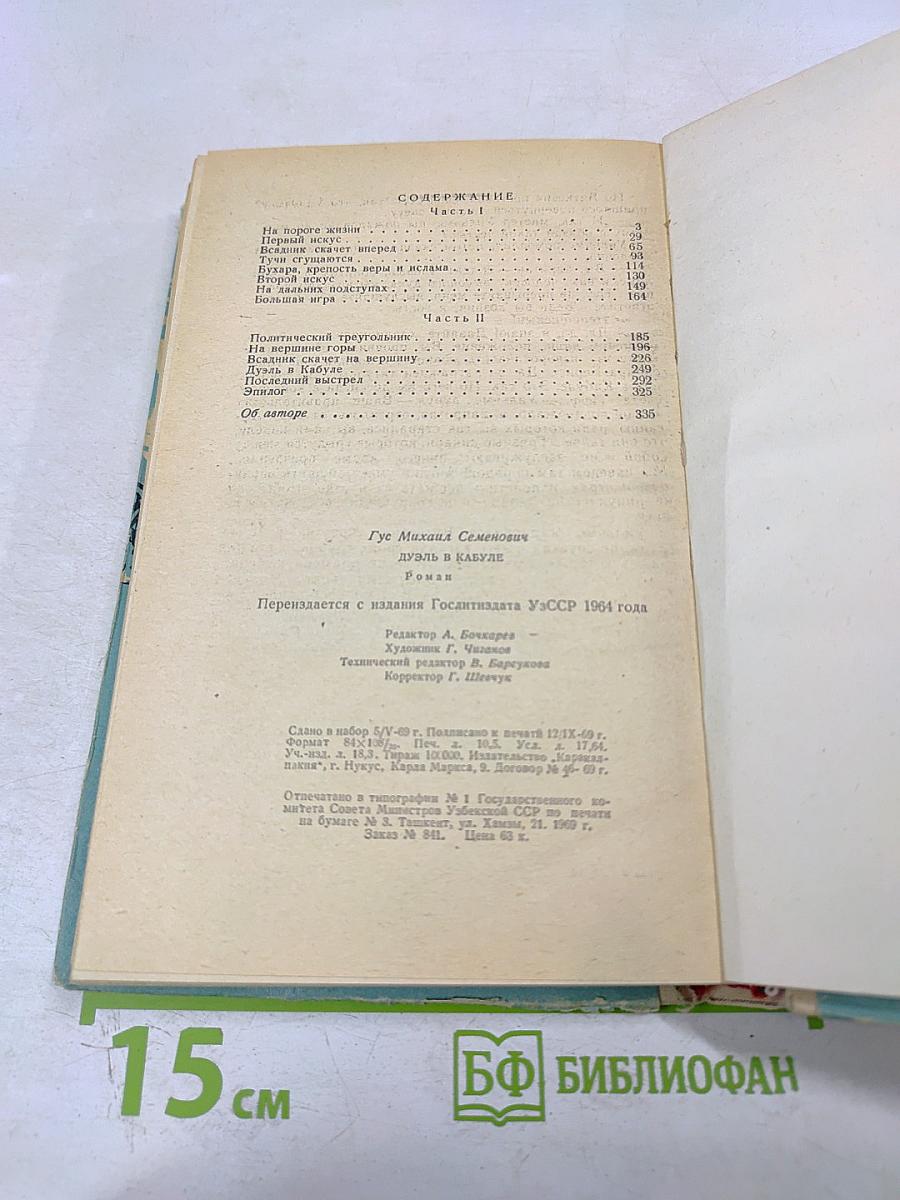 СОДЕРЖАНИЕ
Часть I
На пороге жизни . . . . . . . . . . . . . . . . . . . . 3
Первый искус . . . . . . . . . . . . . . . . . . . . 29
Всадник скачет вперед . . . . . . . . . . . . . . . . . . 65
Тучи сгущаются . . . . . . . . . . . . . . . . . . . . 93
Бухара, крепость веры и ислама . . . . . . . . . . . . . . 114
Второй искус . . . . . . . . . . . . . . . . . . . . 130
На дальних подступах . . . . . . . . . . . . . . . . . . 149
Большая игра . . . . . . . . . . . . . . . . . . . . 164
Часть II
Политический треугольник . . . . . . . . . . . . . . . . 185
На вершине горы . . . . . . . . . . . . . . . . . . . . 196
Всадник скачет на вершину . . . . . . . . . . . . . . . . 226
Дуэль в Кабуле . . . . . . . . . . . . . . . . . . . . 249
Последний выстрел . . . . . . . . . . . . . . . . . . . 292
Эпилог . . . . . . . . . . . . . . . . . . . . . . . 325
Об авторе . . . . . . . . . . . . . . . . . . . . . . 335
Гус Михаил Семенович
ДУЭЛЬ В КАБУЛЕ
Роман
Переиздается с издания Гослитиздата УзССР 1964 года
Редактор А. Бочкарев
Художник Г. Чиганов
Технический редактор В. Барсукова
Корректор Г. Шевчук
Сдано в набор 5/V-69 г. Подписано к печати 12/IX-69 г.
Формат 84×108/32. Печ. л. 10,5. Усл. л. 17,64.
Уч.-изд. л. 18,3. Тираж 100000. Издательство „Каракал-
пакия“, г. Нукус, Карла Маркса, 9. Договор № 46- 69 г.
Отпечатано в типографии № 1 Государственного ко-
митета Совета Министров Узбекской ССР по печати
на бумаге № 3. Ташкент, ул. Хамзы, 21. 1969 г.
Заказ № 841. Цена 63 к.
15 см
БФ БИБЛИОФАН